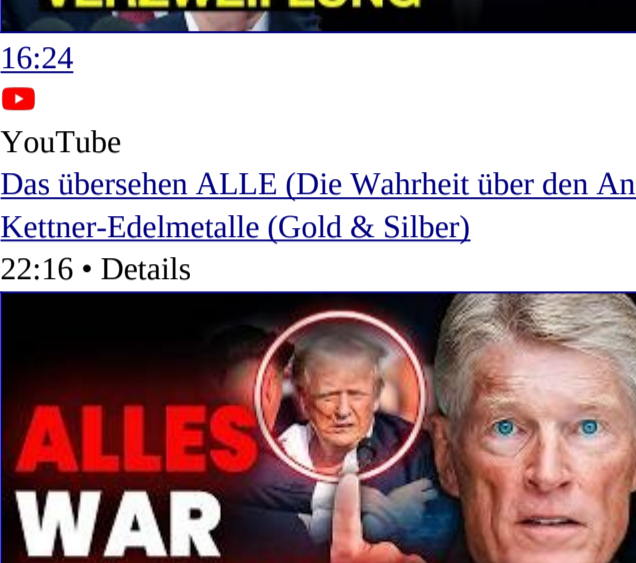 VERZWEIFLUNG
16:24
YouTube
Das übersehen ALLE (Die Wahrheit über den An
Kettner-Edelmetalle (Gold & Silber)
22:16 • Details
ALLES
WAR